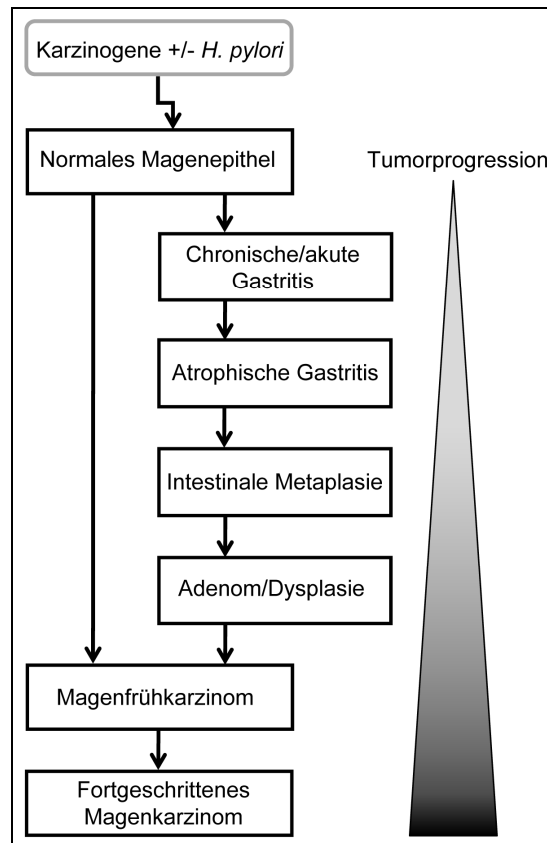 Karzinogene +/- H. pylori
Normales Magenepithel
Tumorprogression
Chronische/akute
Gastritis
Atrophische Gastritis
Intestinale Metaplasie
Adenom/Dysplasie
Magenfrühkarzinom
Fortgeschrittenes
Magenkarzinom